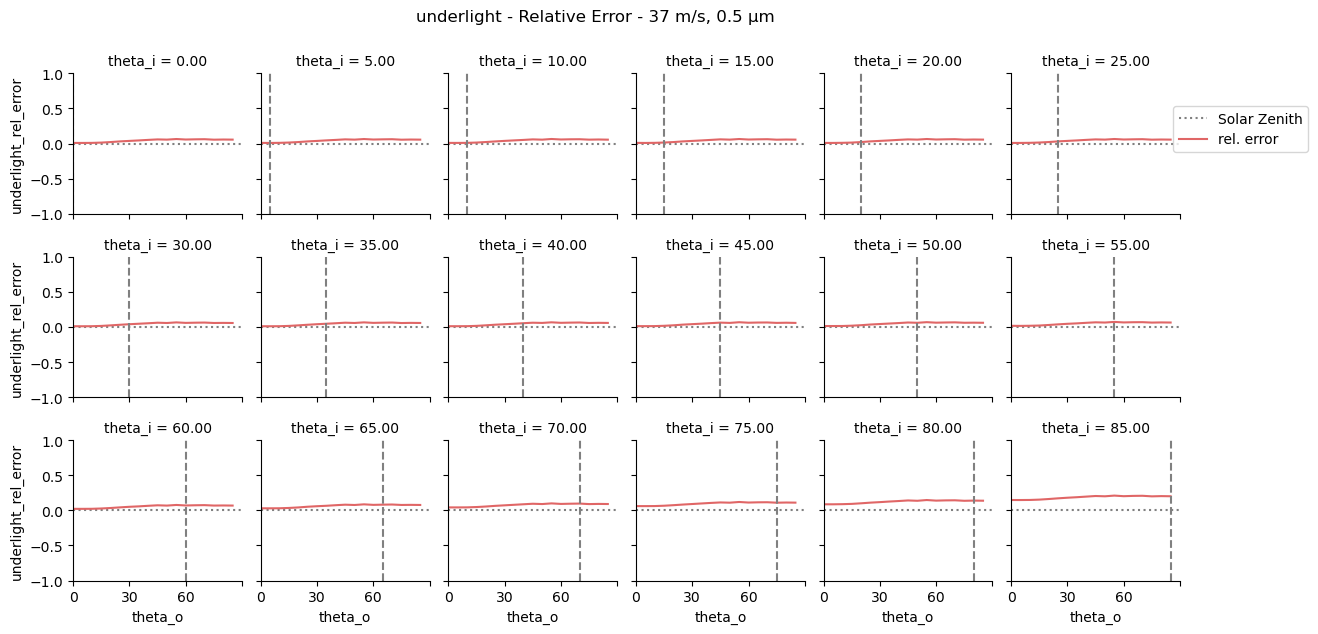 underlight - Relative Error - 37 m/s, 0.5 µm
theta_i = 0.00
theta_i = 5.00
theta_i = 10.00
theta_i = 15.00
theta_i = 20.00
theta_i = 25.00
underlight_rel_error
1.0
0.5
0.0
−0.5
−1.0
Solar Zenith
rel. error
theta_i = 30.00
theta_i = 35.00
theta_i = 40.00
theta_i = 45.00
theta_i = 50.00
theta_i = 55.00
underlight_rel_error
1.0
0.5
0.0
−0.5
−1.0
theta_i = 60.00
theta_i = 65.00
theta_i = 70.00
theta_i = 75.00
theta_i = 80.00
theta_i = 85.00
underlight_rel_error
1.0
0.5
0.0
−0.5
−1.0
0 30 60
0 30 60
0 30 60
0 30 60
0 30 60
0 30 60
theta_o
theta_o
theta_o
theta_o
theta_o
theta_o